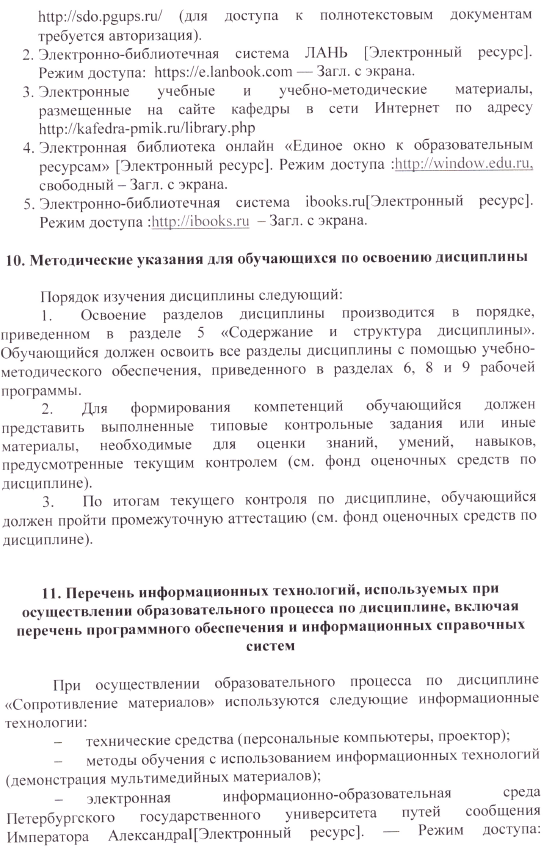 http://sdo.pgups.ru/ (для доступа к полнотекстовым документам
требуется авторизация).
2. Электронно-библиотечная система ЛАНЬ [Электронный ресурс].
Режим доступа: https://e.lanbook.com — Загл. с экрана.
3. Электронные учебные и учебно-методические материалы,
размещенные на сайте кафедры в сети Интернет по адресу
http://kafedra-pmik.ru/library.php
4. Электронная библиотека онлайн «Единое окно к образовательным
ресурсам» [Электронный ресурс]. Режим доступа :http://window.edu.ru,
свободный – Загл. с экрана.
5. Электронно-библиотечная система ibooks.ru[Электронный ресурс].
Режим доступа :http://ibooks.ru – Загл. с экрана.
10. Методические указания для обучающихся по освоению дисциплины
Порядок изучения дисциплины следующий:
1. Освоение разделов дисциплины производится в порядке,
приведенном в разделе 5 «Содержание и структура дисциплины».
Обучающийся должен освоить все разделы дисциплины с помощью учебно-
методического обеспечения, приведенного в разделах 6, 8 и 9 рабочей
программы.
2. Для формирования компетенций обучающийся должен
представить выполненные типовые контрольные задания или иные
материалы, необходимые для оценки знаний, умений, навыков,
предусмотренные текущим контролем (см. фонд оценочных средств по
дисциплине).
3. По итогам текущего контроля по дисциплине, обучающийся
должен пройти промежуточную аттестацию (см. фонд оценочных средств по
дисциплине).
11. Перечень информационных технологий, используемых при
осуществлении образовательного процесса по дисциплине, включая
перечень программного обеспечения и информационных справочных
систем
При осуществлении образовательного процесса по дисциплине
«Сопротивление материалов» используются следующие информационные
технологии:
– технические средства (персональные компьютеры, проектор);
– методы обучения с использованием информационных технологий
(демонстрация мультимедийных материалов);
– электронная информационно-образовательная среда
Петербургского государственного университета путей сообщения
Императора АлександраI[Электронный ресурс]. — Режим доступа: